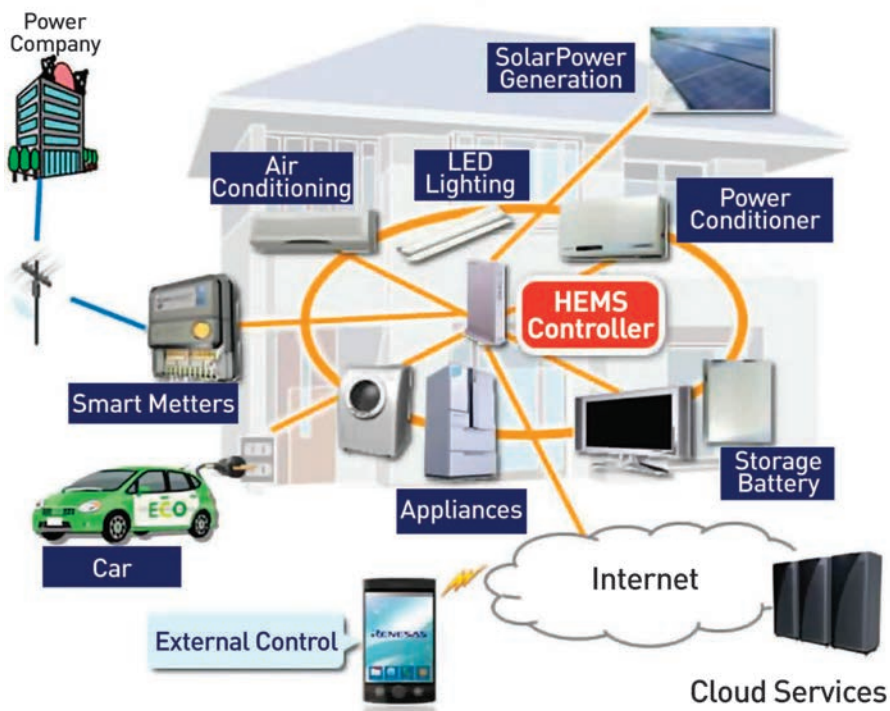 Power
Company
SolarPower
Generation
Air
Conditioning
LED
Lighting
Power
Conditioner
HEMS
Controller
Smart Metters
Storage
Battery
Appliances
ECO
Car
Internet
External Control
RENESAS
Cloud Services